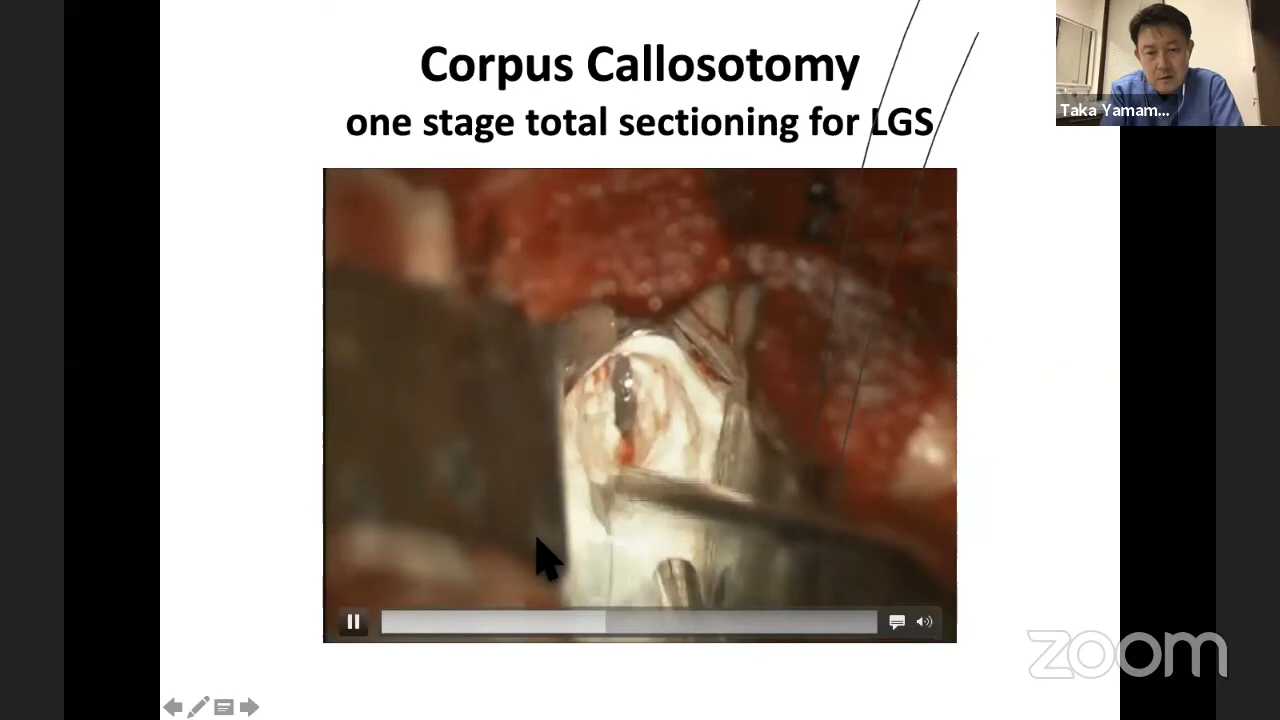 Corpus Callosotomy
one stage total sectioning for LGS
Taka Yamam...
zoom